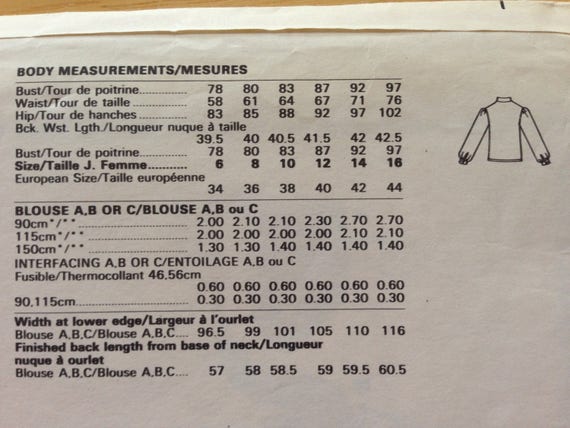 BODY MEASUREMENTS/MESURES
Bust/Tour de poitrine............... 78 80 83 87 92 97
Waist/Tour de taille................. 58 61 64 67 71 76
Hip/Tour de hanches............... 83 85 88 92 97 102
Bck. Wst. Lgth./Longueur nuque à taille
39.5 40 40.5 41.5 42 42.5
Bust/Tour de poitrine............... 78 80 83 87 92 97
Size/Taille J. Femme............... 6 8 10 12 14 16
European Size/Taille européenne
34 36 38 40 42 44
BLOUSE A,B OR C/BLOUSE A,B ou C
90cm*/**.............................. 2.00 2.10 2.10 2.30 2.70 2.70
115cm*/**............................ 2.00 2.00 2.10 2.10 2.10 2.10
150cm*/**............................ 1.30 1.30 1.40 1.40 1.40 1.40
INTERFACING A,B OR C/ENTOILAGE A,B ou C
Fusible/Thermocollant 46,56cm
0.60 0.60 0.60 0.60 0.60 0.60
90,115cm.............................. 0.30 0.30 0.30 0.30 0.30 0.30
Width at lower edge/Largeur à l'ourlet
Blouse A,B,C/Blouse A,B,C.... 96.5 99 101 105 110 116
Finished back length from base of neck/Longueur
nuque à ourlet
Blouse A,B,C/Blouse A,B,C.... 57 58 58.5 59 59.5 60.5